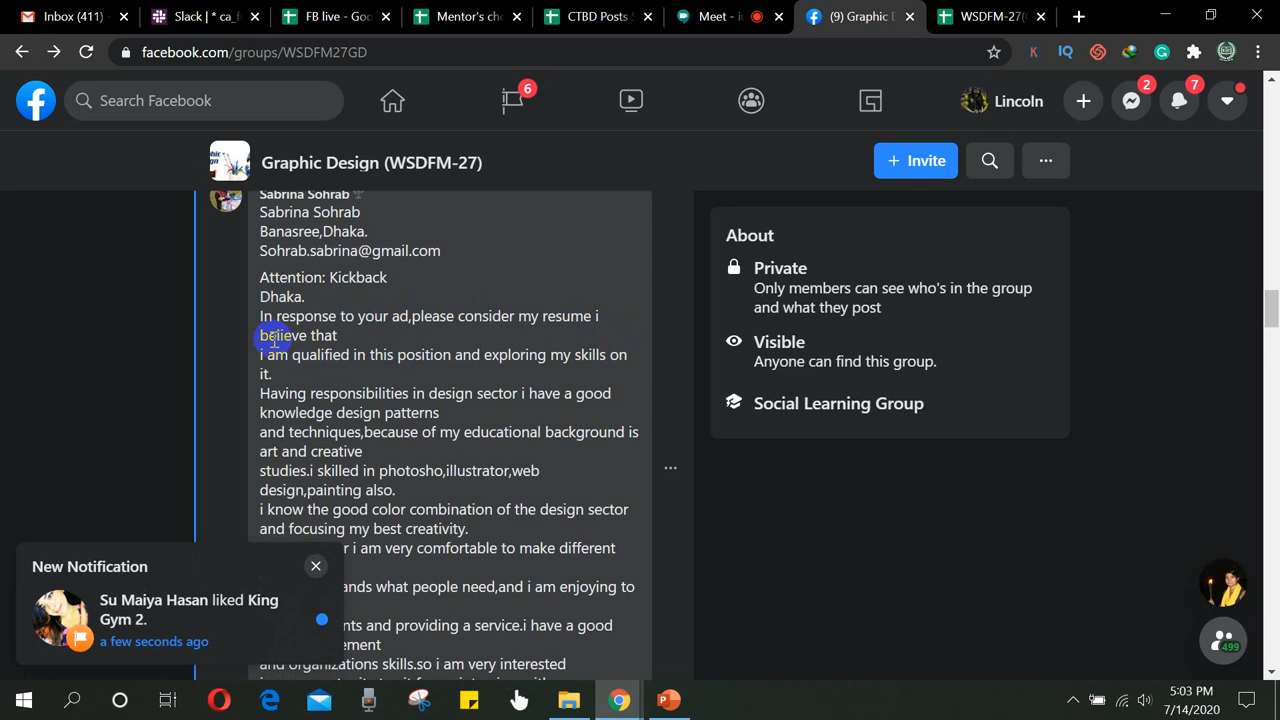 Inbox (411) -
Slack | * ca_f
FB live - Goo
Mentor's che
CTBD Posts S
Meet - i
(9) Graphic D
WSDFM-27(
facebook.com/groups/WSDFM27GD
Search Facebook
6
Lincoln
2
7
Graphic Design (WSDFM-27)
+ Invite
Sabrina Sohrab
Sabrina Sohrab
Banasree,Dhaka.
Sohrab.sabrina@gmail.com
Attention: Kickback
Dhaka.
In response to your ad,please consider my resume i
believe that
i am qualified in this position and exploring my skills on
it.
Having responsibilities in design sector i have a good
knowledge design patterns
and techniques,because of my educational background is
art and creative
studies.i skilled in photosho,illustrator,web
design,painting also.
i know the good color combination of the design sector
and focusing my best creativity.
r i am very comfortable to make different
ands what people need,and i am enjoying to
nts and providing a service.i have a good
ement
and organizations skills.so i am very interested
About
Private
Only members can see who's in the group
and what they post
Visible
Anyone can find this group.
Social Learning Group
New Notification
Su Maiya Hasan liked King
Gym 2.
a few seconds ago
499
5:03 PM
7/14/2020